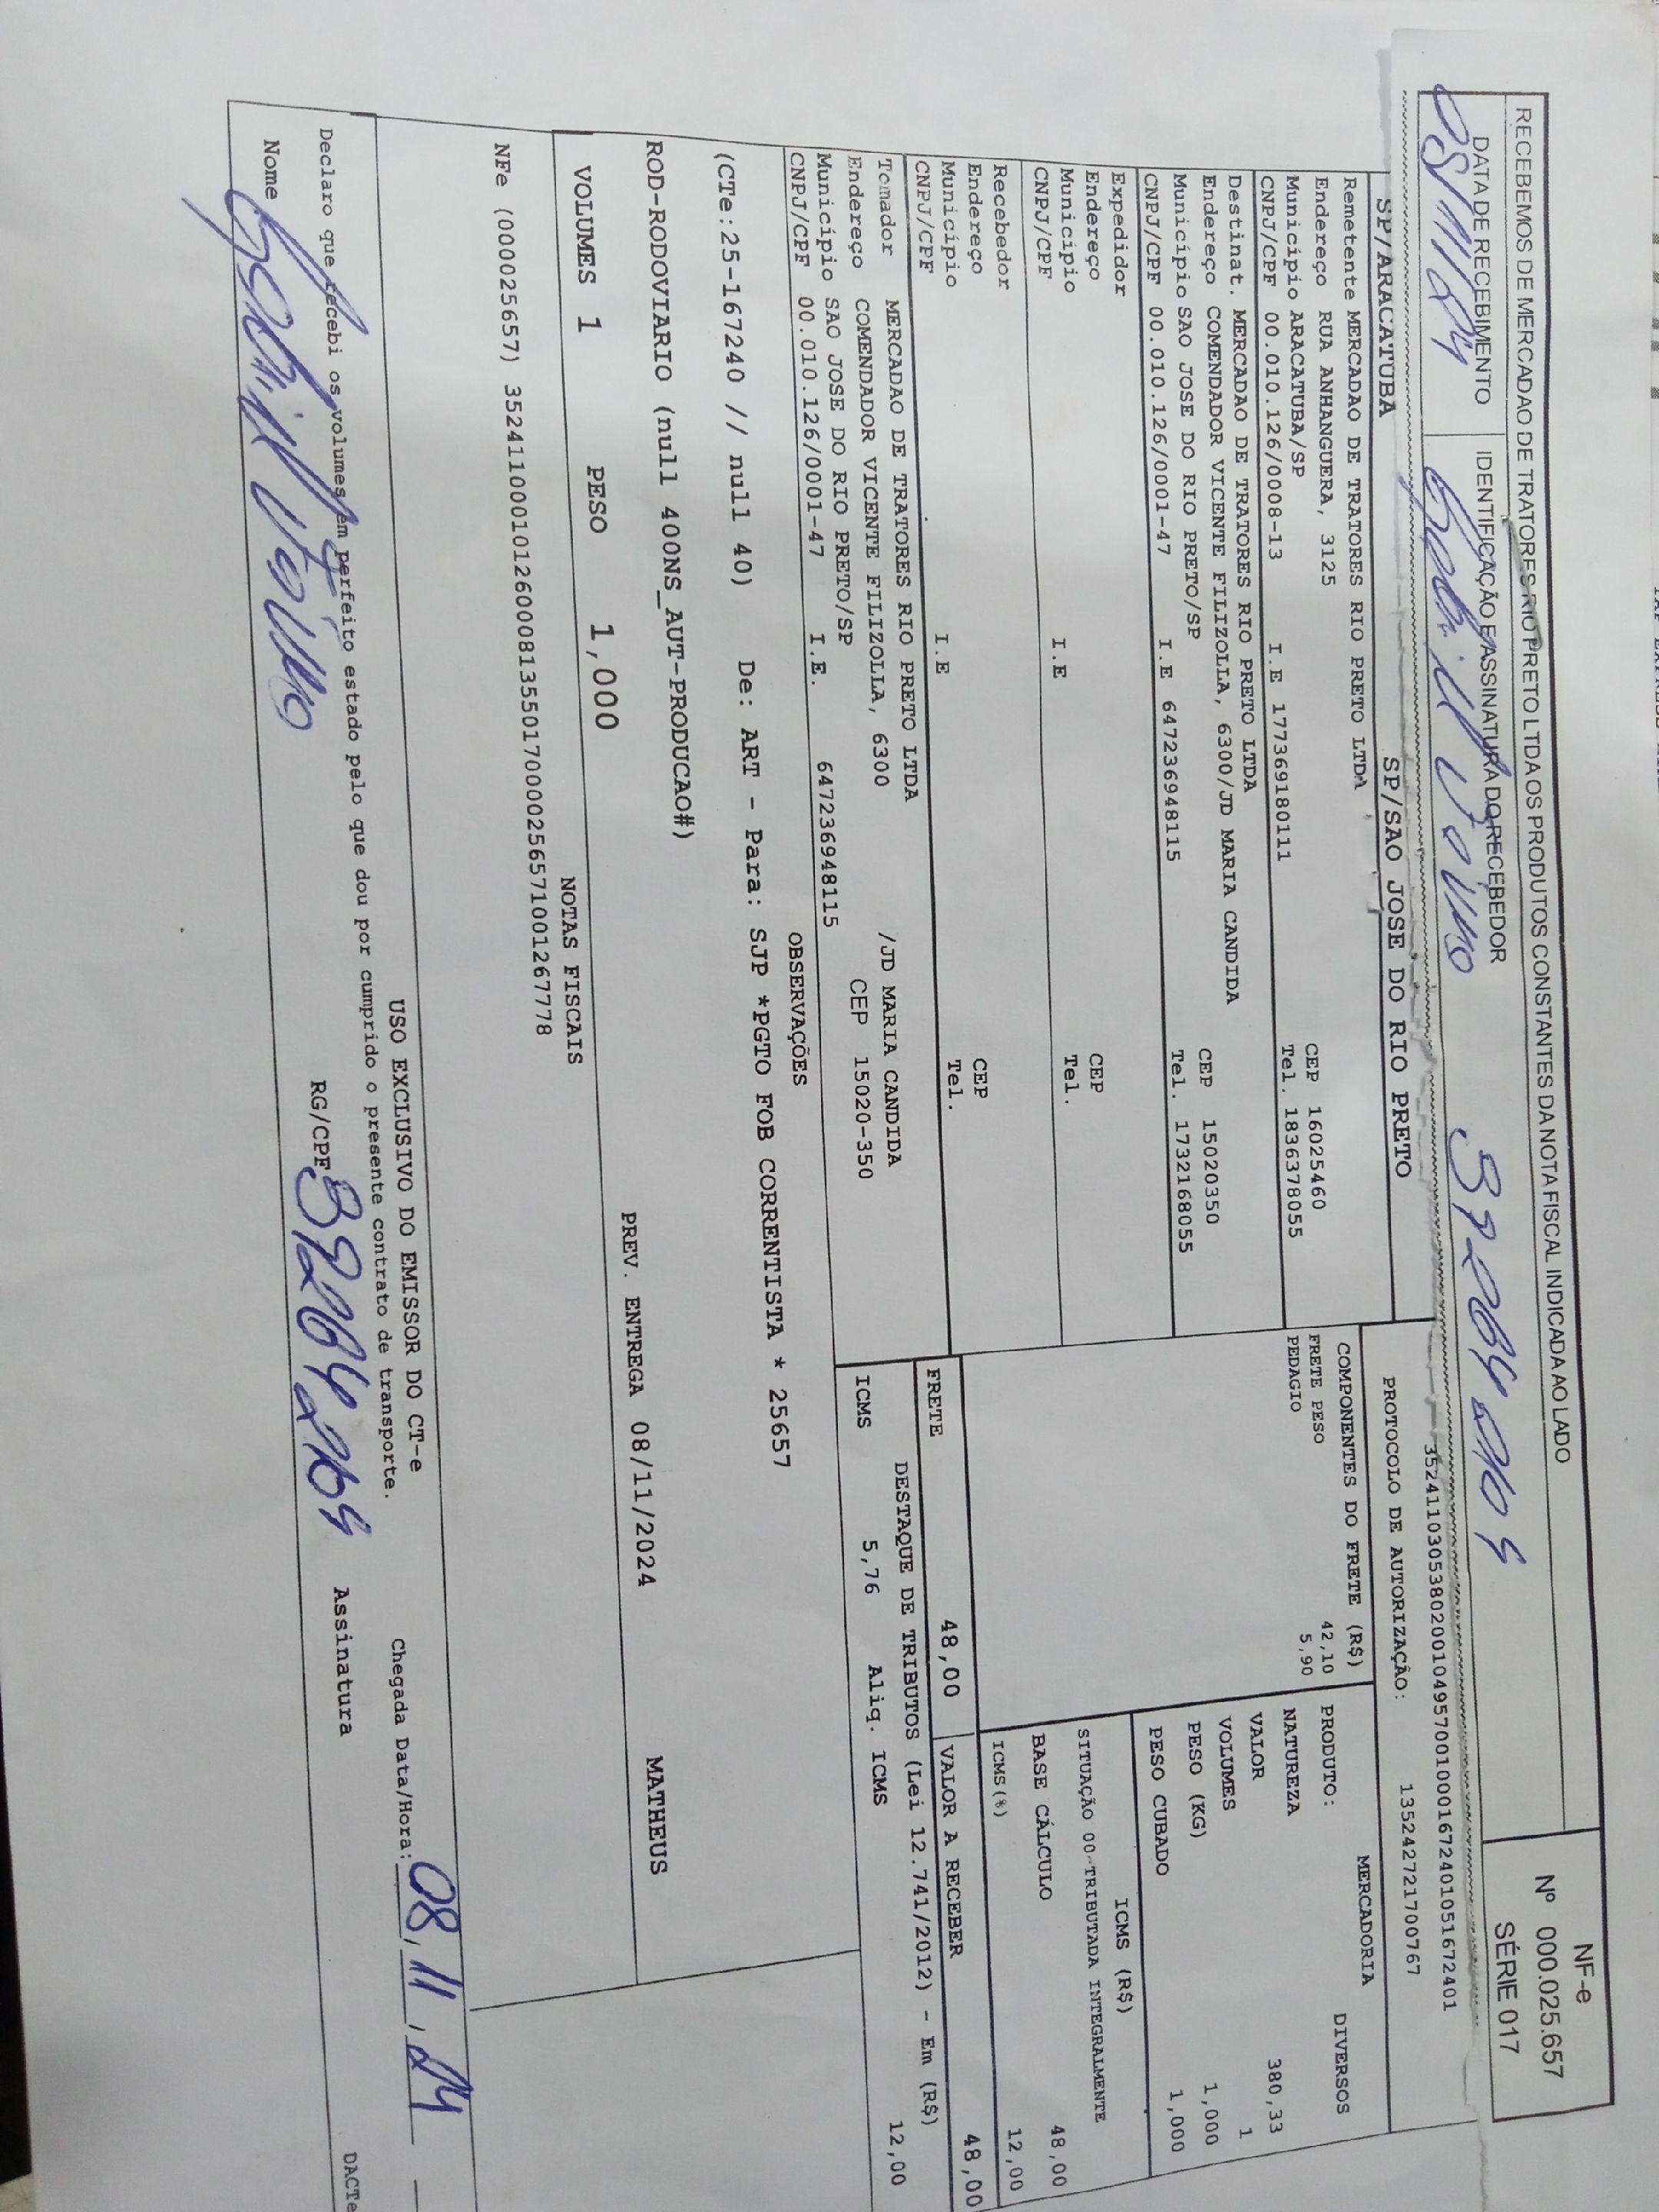 RECEBEMOS DE MERCADAO DE TRATORES RIO PRETO LTDA OS PRODUTOS CONSTANTES DA NOTA FISCAL INDICADA AO LADO
NF-e
Nº 000.025.657
SÉRIE 017
DATA DE RECEBIMENTO
IDENTIFICAÇÃO E ASSINATURA DO RECEBEDOR
35241103053802001049570010001672401051672401
SP/ARACATUBA SP/SAO JOSE DO RIO PRETO
PROTOCOLO DE AUTORIZAÇÃO: 135242721700767
Remetente MERCADAO DE TRATORES RIO PRETO LTDA
Endereço RUA ANHANGUERA, 3125 CEP 16025460
Município ARACATUBA/SP Tel. 1836378055
CNPJ/CPF 00.010.126/0008-13 I.E 177369180111
Destinat. MERCADAO DE TRATORES RIO PRETO LTDA
Endereço COMENDADOR VICENTE FILIZOLLA, 6300/JD MARIA CANDIDA CEP 15020350
Município SAO JOSE DO RIO PRETO/SP Tel. 1732168055
CNPJ/CPF 00.010.126/0001-47 I.E 647236948115
Expedidor
Endereço CEP
Município Tel.
CNPJ/CPF I.E
Recebedor
Endereço CEP
Município Tel.
CNPJ/CPF I.E
Tomador MERCADAO DE TRATORES RIO PRETO LTDA
Endereço COMENDADOR VICENTE FILIZOLLA, 6300 /JD MARIA CANDIDA
Município SAO JOSE DO RIO PRETO/SP CEP 15020-350
CNPJ/CPF 00.010.126/0001-47 I.E. 647236948115
COMPONENTES DO FRETE (R$)
FRETE PESO 42,10
PEDAGIO 5,90
MERCADORIA
PRODUTO: DIVERSOS
NATUREZA
VALOR 380,33
VOLUMES 1
PESO (KG) 1,000
PESO CUBADO 1,000
ICMS (R$)
SITUAÇÃO 00-TRIBUTADA INTEGRALMENTE
BASE CÁLCULO 48,00
ICMS(%) 12,00
FRETE 48,00 VALOR A RECEBER 48,00
DESTAQUE DE TRIBUTOS (Lei 12.741/2012) - Em (R$)
ICMS 5,76 Aliq. ICMS 12,00
OBSERVAÇÕES
(CTe:25-167240 // null 40) De: ART - Para: SJP *PGTO FOB CORRENTISTA * 25657
ROD-RODOVIARIO (null 400NS_AUT-PRODUCAO#)
VOLUMES 1 PESO 1,000 PREV. ENTREGA 08/11/2024 MATHEUS
NOTAS FISCAIS
NFe (000025657) 35241100010126000813550170000256571001267778
USO EXCLUSIVO DO EMISSOR DO CT-e
Declaro que recebi os volumes em perfeito estado pelo que dou por cumprido o presente contrato de transporte.
Chegada Data/Hora: 08, 11, 24
Nome RG/CPF Assinatura
DACTe